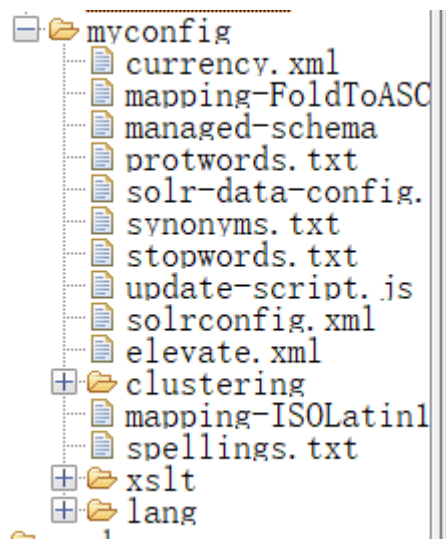 myconfig
currency.xml
mapping-FoldToASC
managed-schema
protwords.txt
solr-data-config.
synonyms.txt
stopwords.txt
update-script.js
solrconfig.xml
elevate.xml
clustering
mapping-ISOLatin1
spellings.txt
xslt
lang